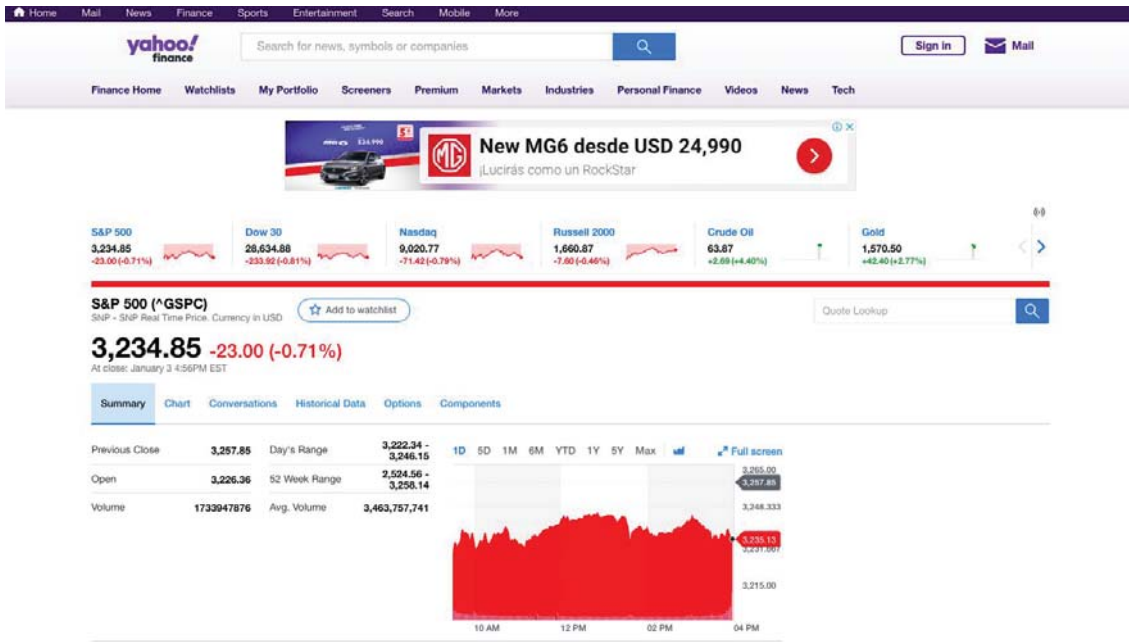 Home Mail News Finance Sports Entertainment Search Mobile More
yahoo!
finance
Search for news, symbols or companies
Sign in
Mail
Finance Home Watchlists My Portfolio Screeners Premium Markets Industries Personal Finance Videos News Tech
New MG6 desde USD 24,990
¡Lucirás como un RockStar
MG
S&P 500 Dow 30 Nasdaq Russell 2000 Crude Oil Gold
3,234.85 28,634.88 9,020.77 1,660.87 63.87 1,570.50
-23.00 (-0.71%) -233.92 (-0.81%) -71.42 (-0.79%) -7.60 (-0.46%) +2.69 (+4.40%) +42.40 (+2.77%)
S&P 500 (^GSPC)
SNP - SNP Real Time Price. Currency in USD
Add to watchlist
Quote Lookup
3,234.85 -23.00 (-0.71%)
At close: January 3 4:56PM EST
Summary Chart Conversations Historical Data Options Components
Previous Close 3,257.85 Day's Range 3,222.34 -
3,246.15
Open 3,226.36 52 Week Range 2,524.56 -
3,258.14
Volume 1733947876 Avg. Volume 3,463,757,741
1D 5D 1M 6M YTD 1Y 5Y Max Full screen
3,265.00
3,257.85
3,248.333
3,235.13
3,231.667
3,215.00
10 AM 12 PM 02 PM 04 PM